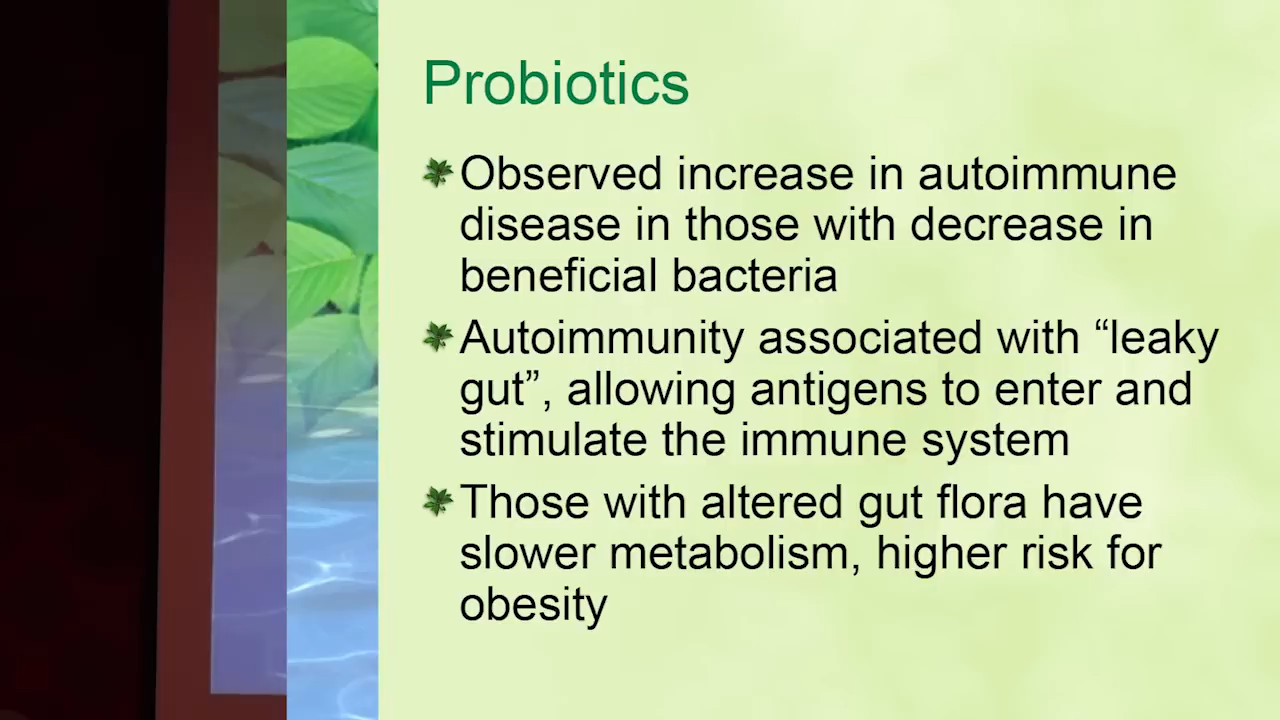 Probiotics
Observed increase in autoimmune
disease in those with decrease in
beneficial bacteria
Autoimmunity associated with “leaky
gut”, allowing antigens to enter and
stimulate the immune system
Those with altered gut flora have
slower metabolism, higher risk for
obesity